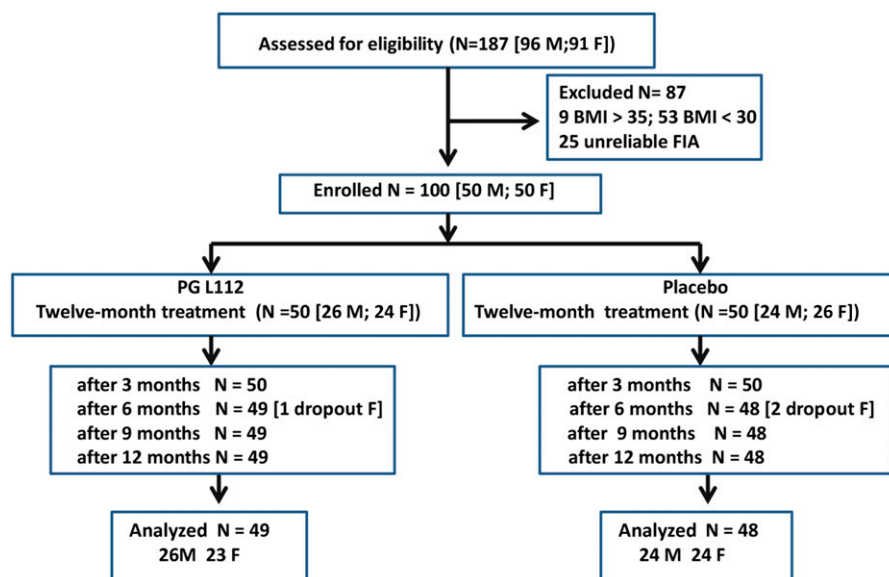 Assessed for eligibility (N=187 [96 M;91 F])
Excluded N= 87
9 BMI > 35; 53 BMI < 30
25 unreliable FIA
Enrolled N = 100 [50 M; 50 F]
PG L112
Twelve-month treatment (N =50 [26 M; 24 F])
Placebo
Twelve-month treatment (N =50 [24 M; 26 F])
after 3 months N = 50
after 6 months N = 49 [1 dropout F]
after 9 months N = 49
after 12 months N = 49
after 3 months N = 50
after 6 months N = 48 [2 dropout F]
after 9 months N = 48
after 12 months N = 48
Analyzed N = 49
26M 23 F
Analyzed N = 48
24 M 24 F